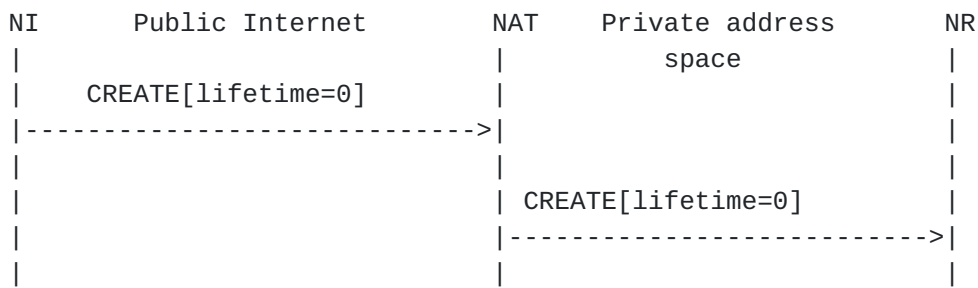 NI Public Internet NAT Private address NR
| | space |
| CREATE[lifetime=0] | |
|----------------------------->| |
| | |
| | CREATE[lifetime=0] |
| |--------------------------->|
| | |